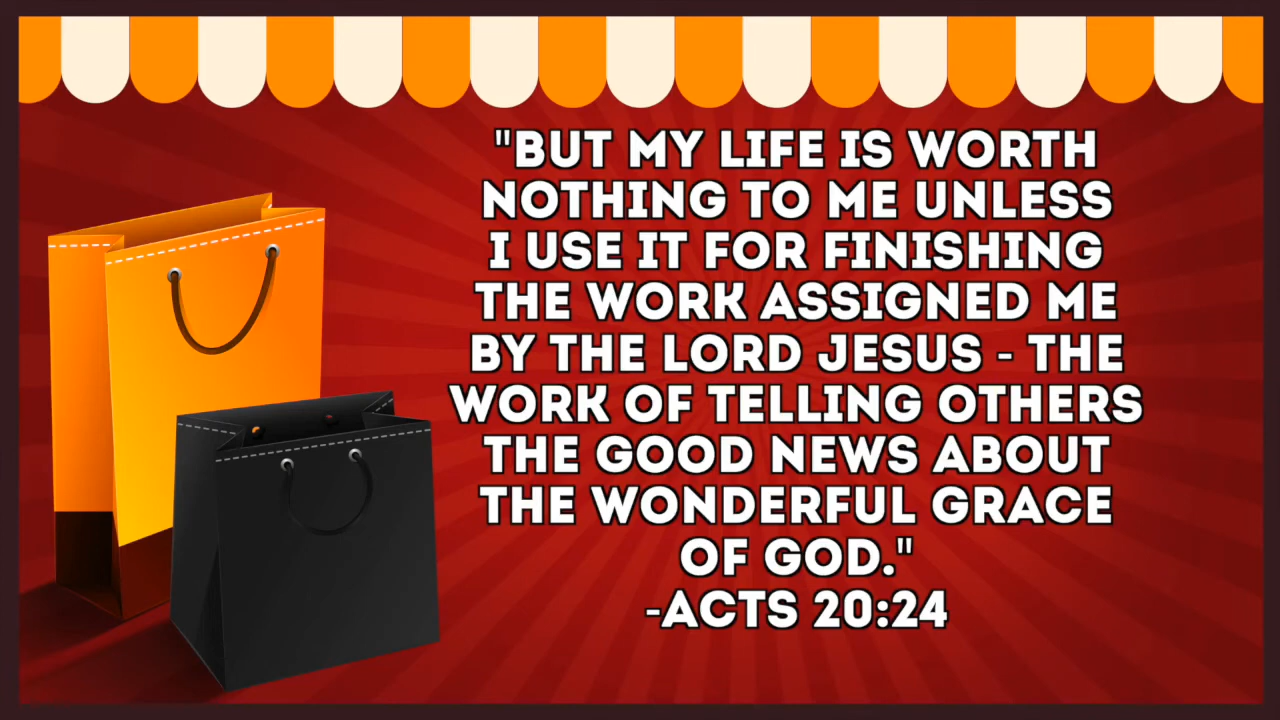 "BUT MY LIFE IS WORTH
NOTHING TO ME UNLESS
I USE IT FOR FINISHING
THE WORK ASSIGNED ME
BY THE LORD JESUS - THE
WORK OF TELLING OTHERS
THE GOOD NEWS ABOUT
THE WONDERFUL GRACE
OF GOD."
-ACTS 20:24